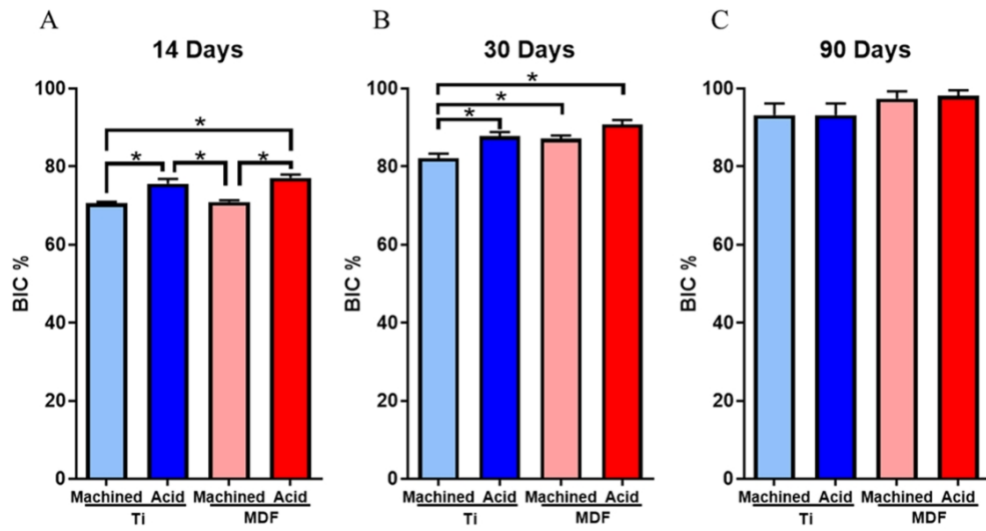 A
B
C
14 Days
30 Days
90 Days
*
*
*
*
*
*
*
BIC %
100
80
60
40
20
0
BIC %
100
80
60
40
20
0
BIC %
100
80
60
40
20
0
Machined Acid Machined Acid
Ti MDF
Machined Acid Machined Acid
Ti MDF
Machined Acid Machined Acid
Ti MDF